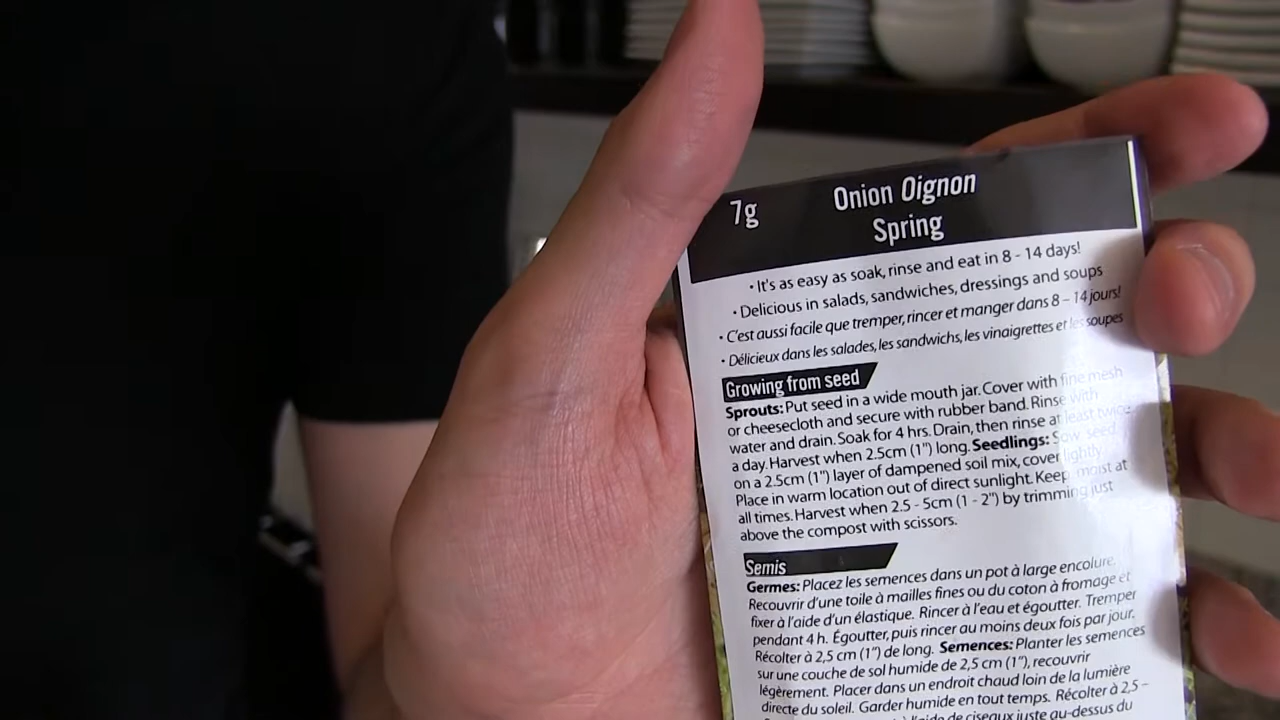 7g
Onion Oignon
Spring
• It's as easy as soak, rinse and eat in 8 - 14 days!
• Delicious in salads, sandwiches, dressings and soups
• C'est aussi facile que tremper, rincer et manger dans 8 – 14 jours!
• Délicieux dans les salades, les sandwichs, les vinaigrettes et les soupes
Growing from seed
Sprouts: Put seed in a wide mouth jar. Cover with fine mesh
or cheesecloth and secure with rubber band. Rinse with
water and drain. Soak for 4 hrs. Drain, then rinse at least twice
a day. Harvest when 2.5cm (1") long. Seedlings: Sow seed
on a 2.5cm (1") layer of dampened soil mix, cover lightly.
Place in warm location out of direct sunlight. Keep moist at
all times. Harvest when 2.5 - 5cm (1 - 2") by trimming just
above the compost with scissors.
Semis
Germes: Placez les semences dans un pot à large encolure.
Recouvrir d'une toile à mailles fines ou du coton à fromage et
fixer à l'aide d'un élastique. Rincer à l'eau et égoutter. Tremper
pendant 4 h. Égoutter, puis rincer au moins deux fois par jour.
Récolter à 2,5 cm (1") de long. Semences: Planter les semences
sur une couche de sol humide de 2,5 cm (1"), recouvrir
légèrement. Placer dans un endroit chaud loin de la lumière
directe du soleil. Garder humide en tout temps. Récolter à 2,5 –
à l'aide de ciseaux juste au-dessus du